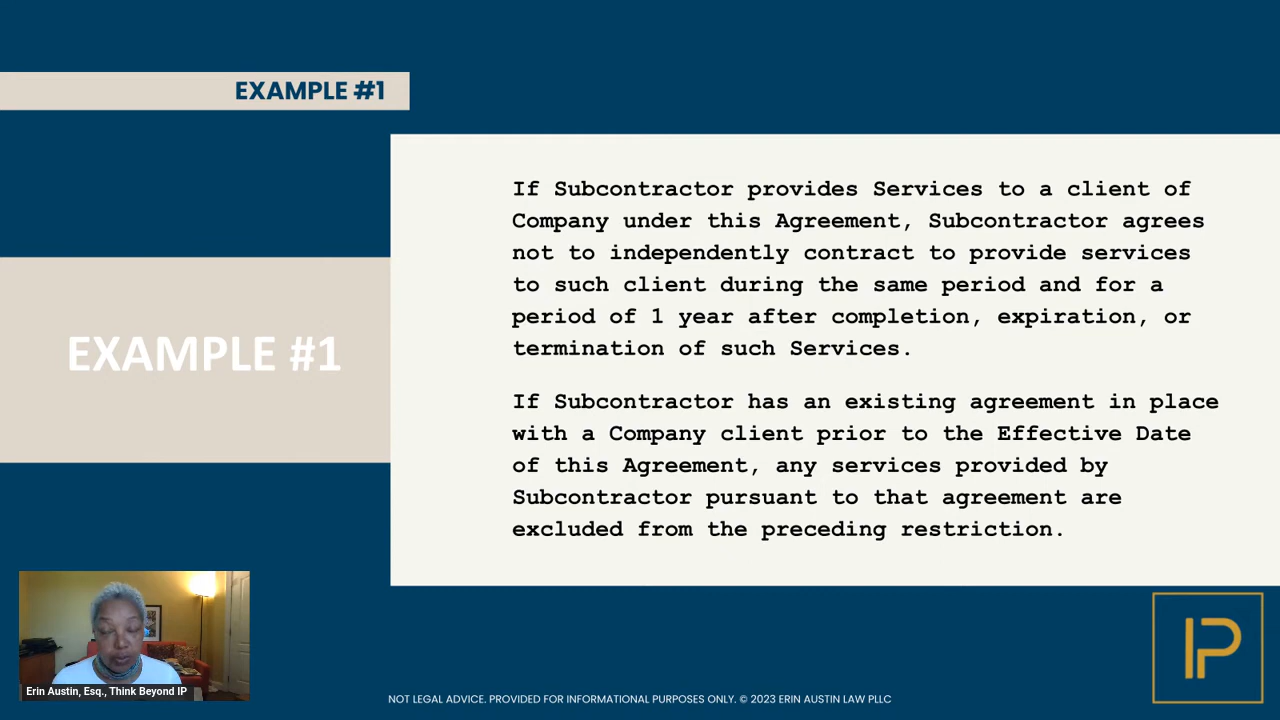 EXAMPLE #1
EXAMPLE #1
If Subcontractor provides Services to a client of
Company under this Agreement, Subcontractor agrees
not to independently contract to provide services
to such client during the same period and for a
period of 1 year after completion, expiration, or
termination of such Services.
If Subcontractor has an existing agreement in place
with a Company client prior to the Effective Date
of this Agreement, any services provided by
Subcontractor pursuant to that agreement are
excluded from the preceding restriction.
Erin Austin, Esq., Think Beyond IP
IP
NOT LEGAL ADVICE. PROVIDED FOR INFORMATIONAL PURPOSES ONLY. © 2023 ERIN AUSTIN LAW PLLC